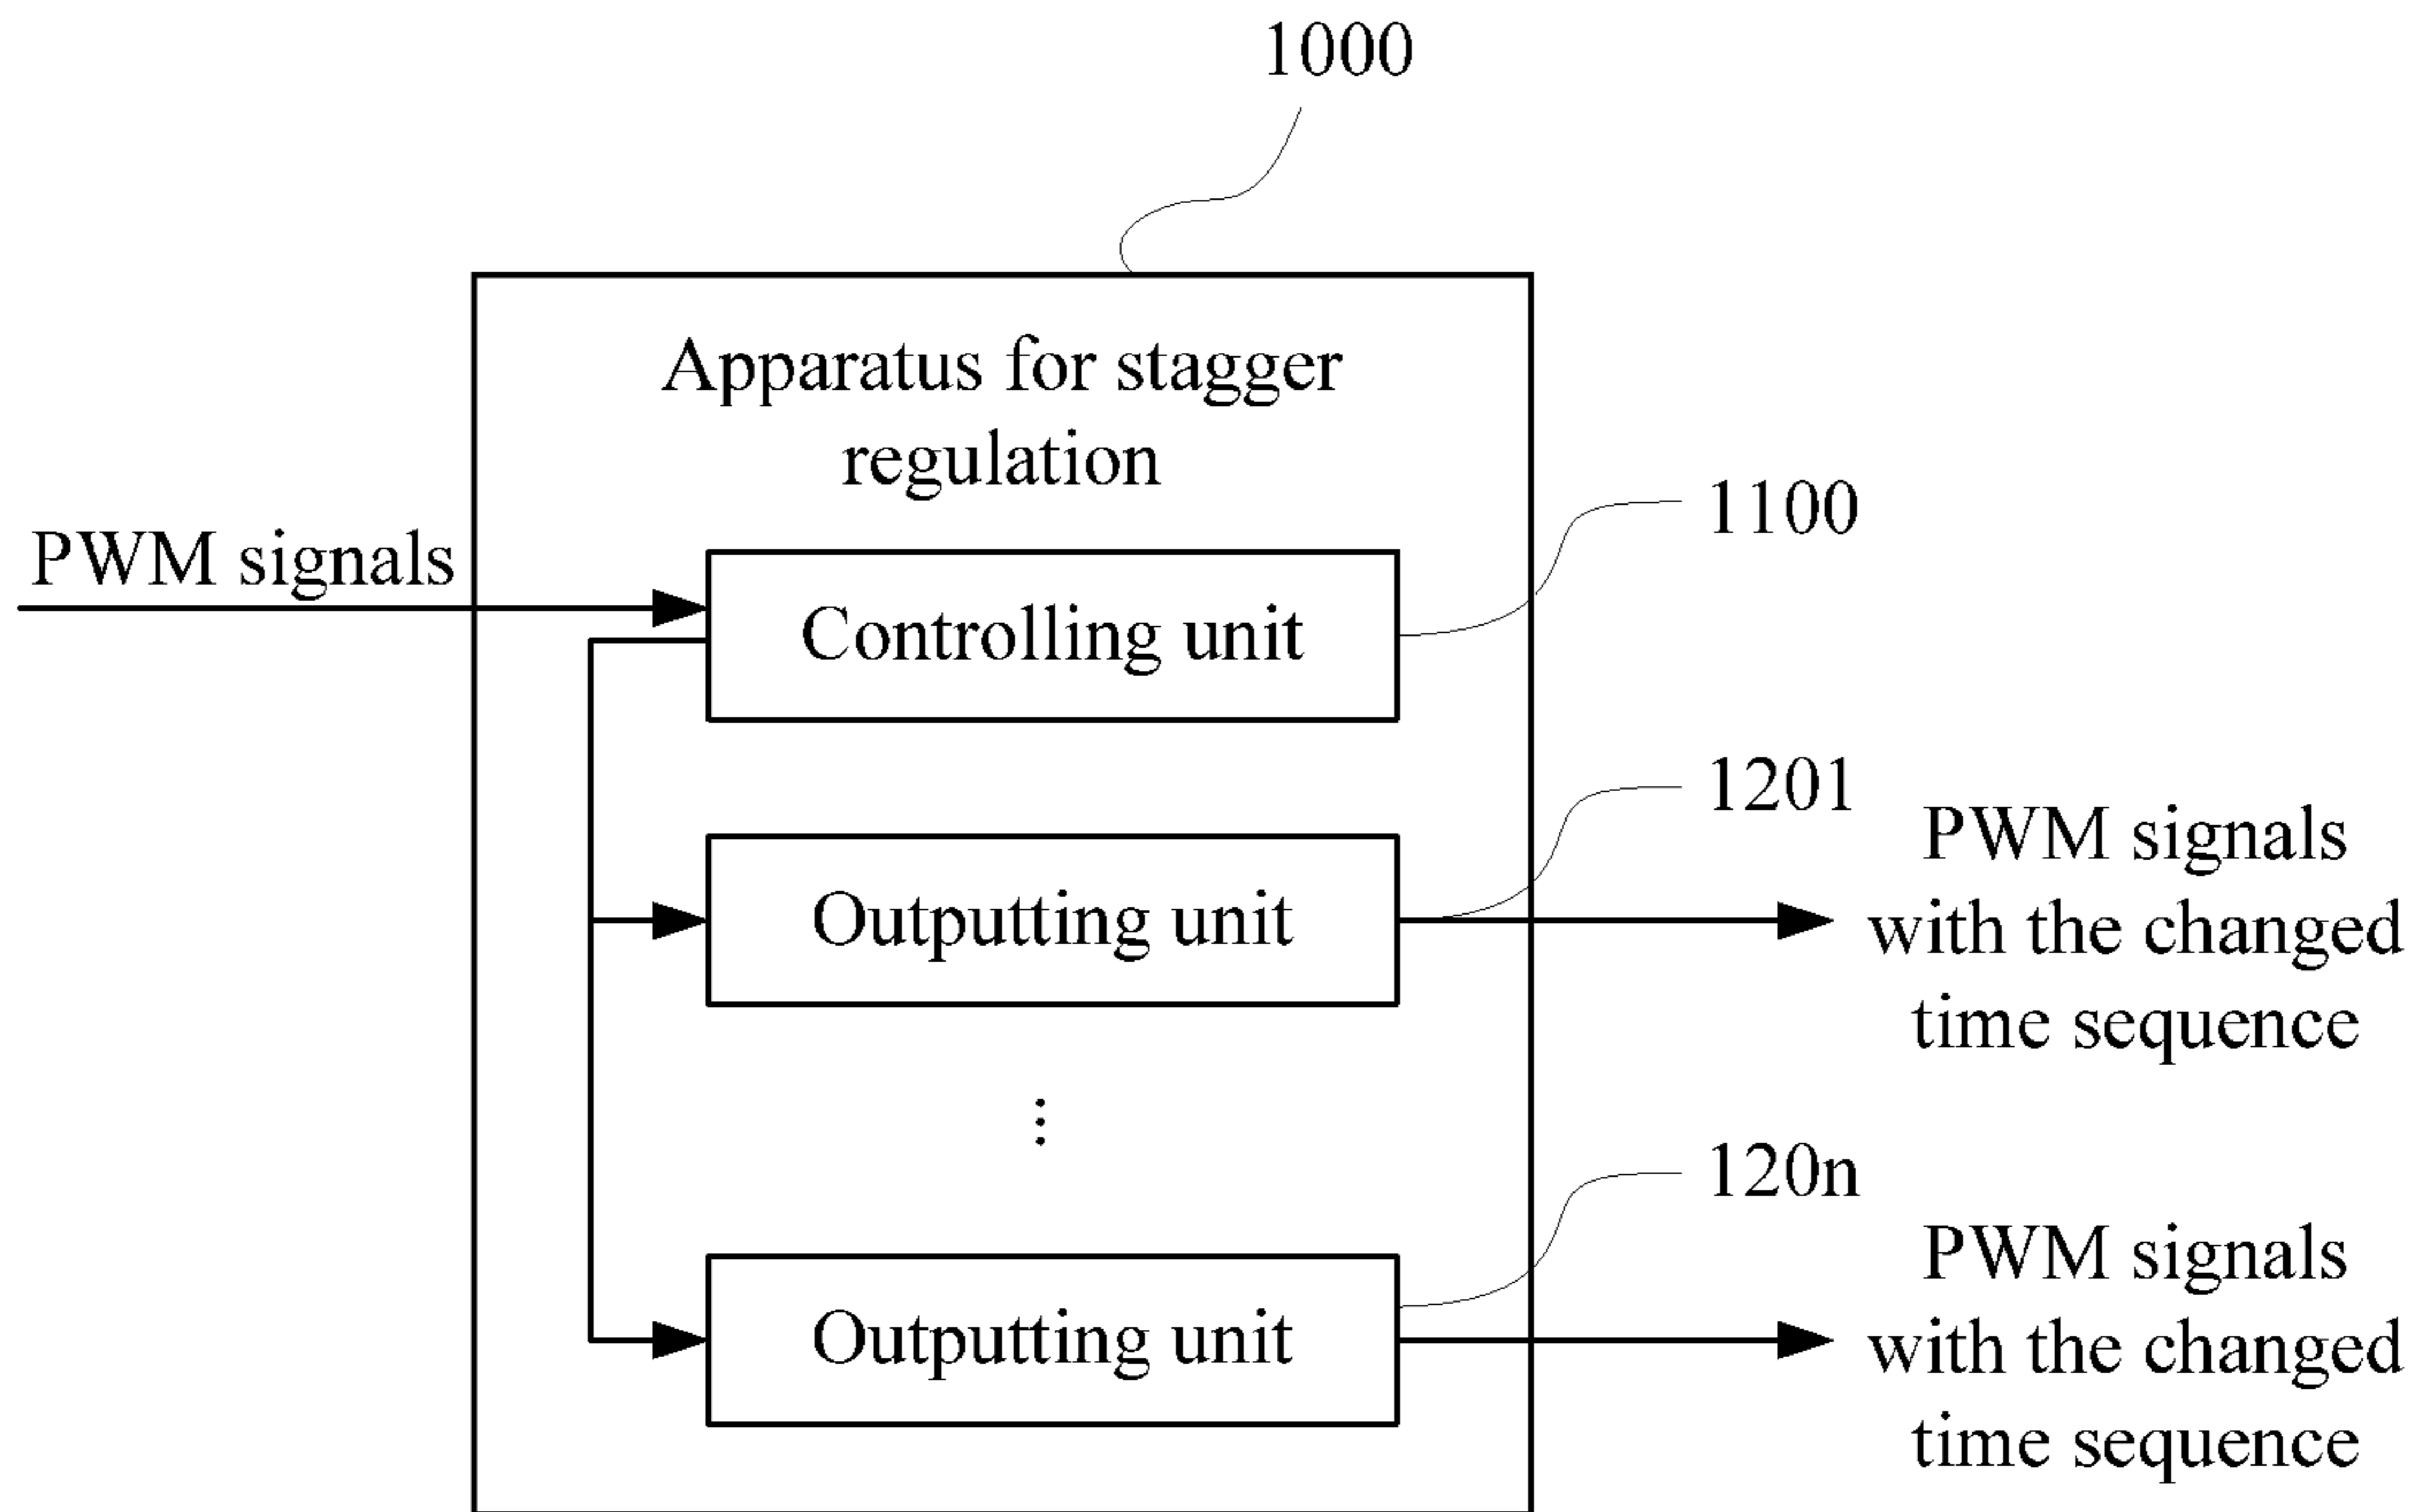 1000
Apparatus for stagger
regulation
PWM signals
1100
Controlling unit
1201
PWM signals
with the changed
time sequence
Outputting unit
120n
PWM signals
with the changed
time sequence
Outputting unit